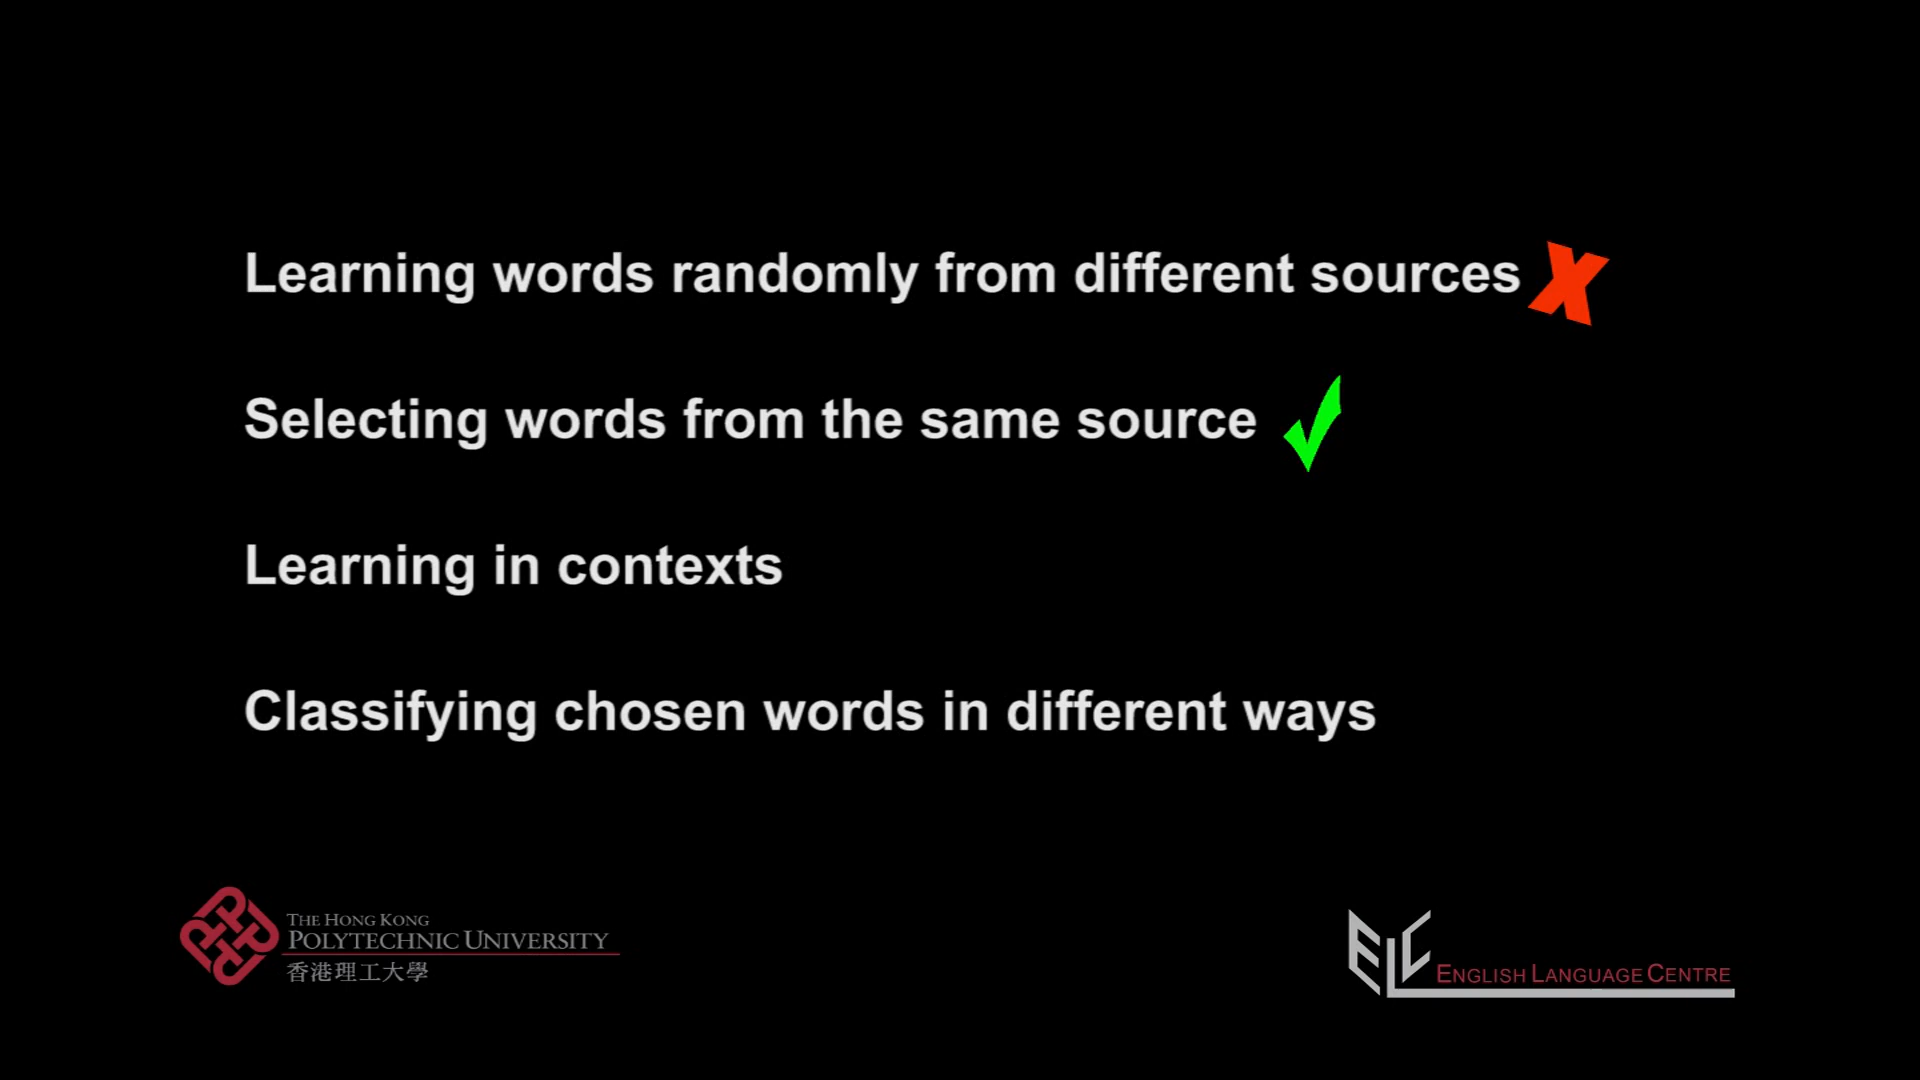 Learning words randomly from different sources X
Selecting words from the same source ✓
Learning in contexts
Classifying chosen words in different ways
THE HONG KONG
POLYTECHNIC UNIVERSITY
香港理工大學
ELC
ENGLISH LANGUAGE CENTRE